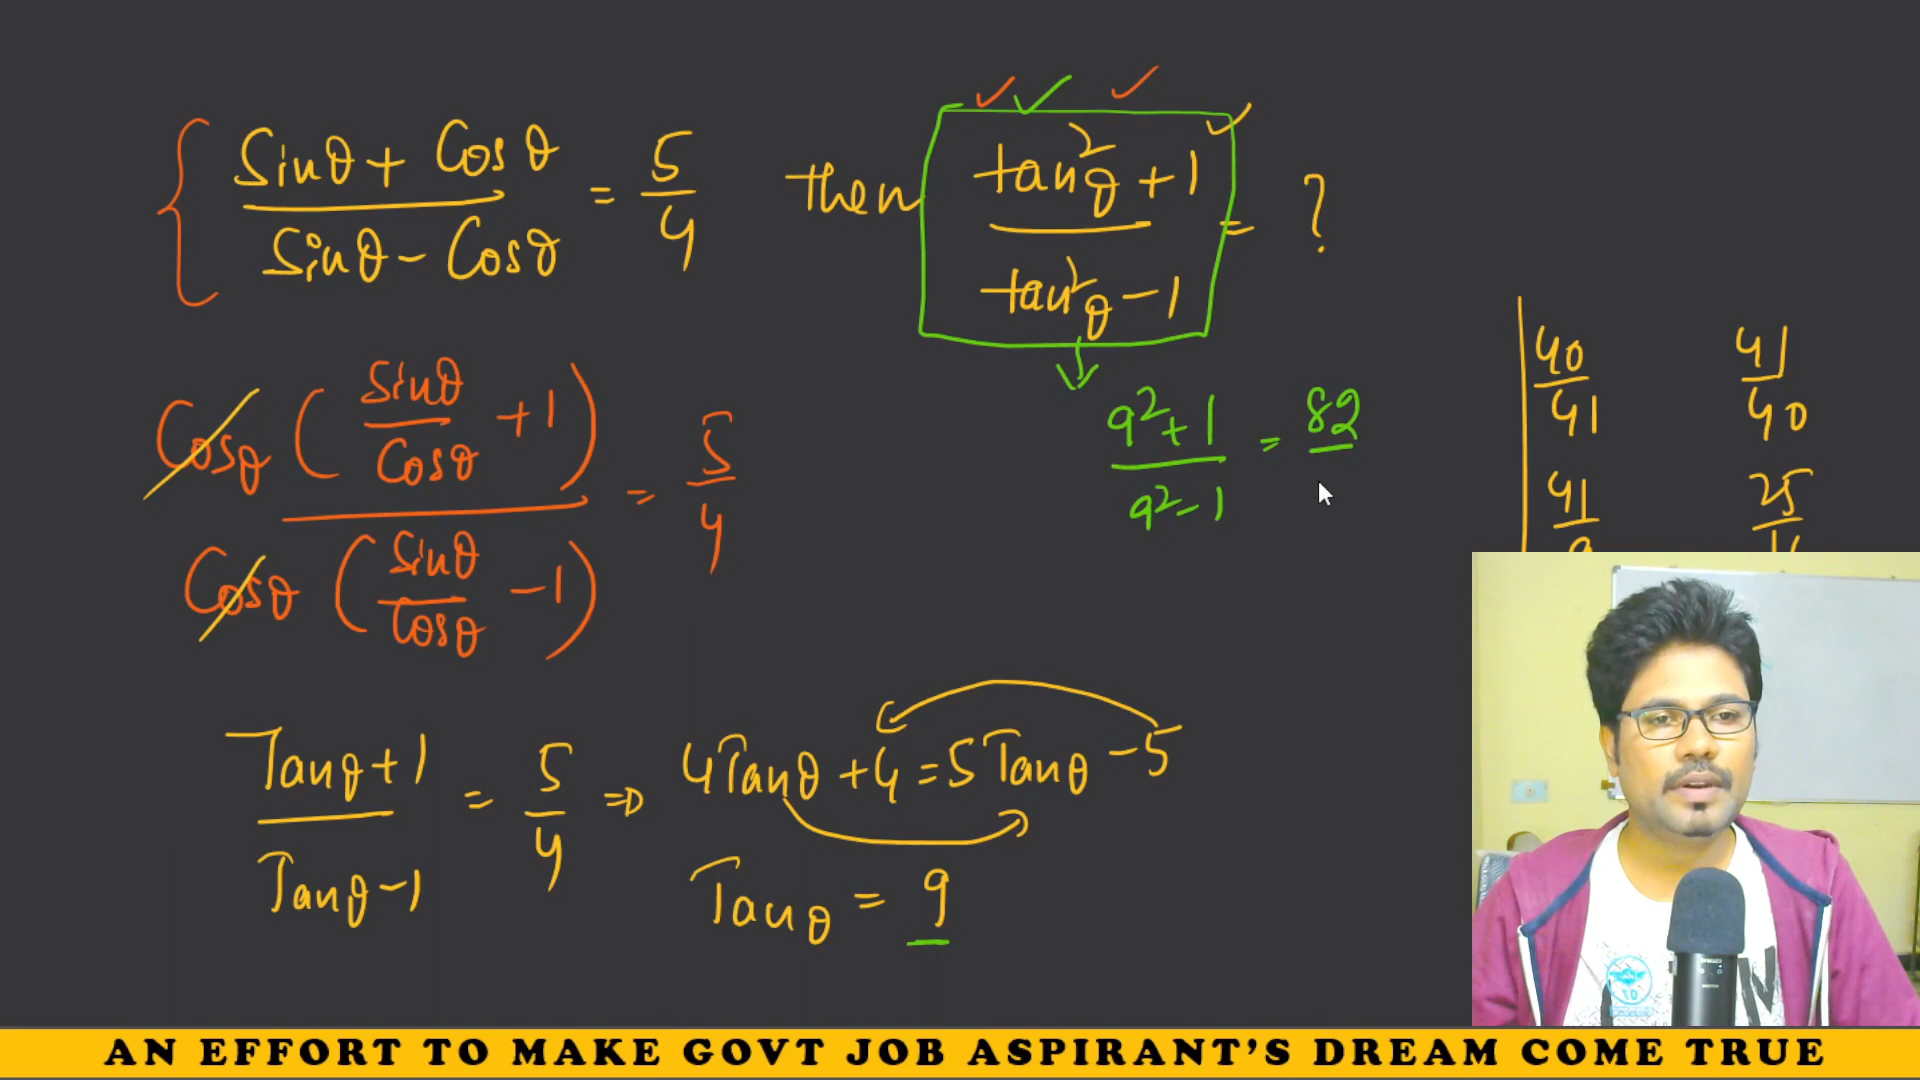 Sinθ + Cosθ / Sinθ - Cosθ = 5/4 then tan²θ + 1 / tan²θ - 1 = ?
Cosθ ( Sinθ/Cosθ + 1 ) / Cosθ ( Sinθ/Cosθ - 1 ) = 5/4
9² + 1 / 9² - 1 = 82
40/41 41/40
41 25
Tanθ + 1 / Tanθ - 1 = 5/4 ⇒ 4Tanθ + 4 = 5Tanθ - 5
Tanθ = 9
AN EFFORT TO MAKE GOVT JOB ASPIRANT'S DREAM COME TRUE